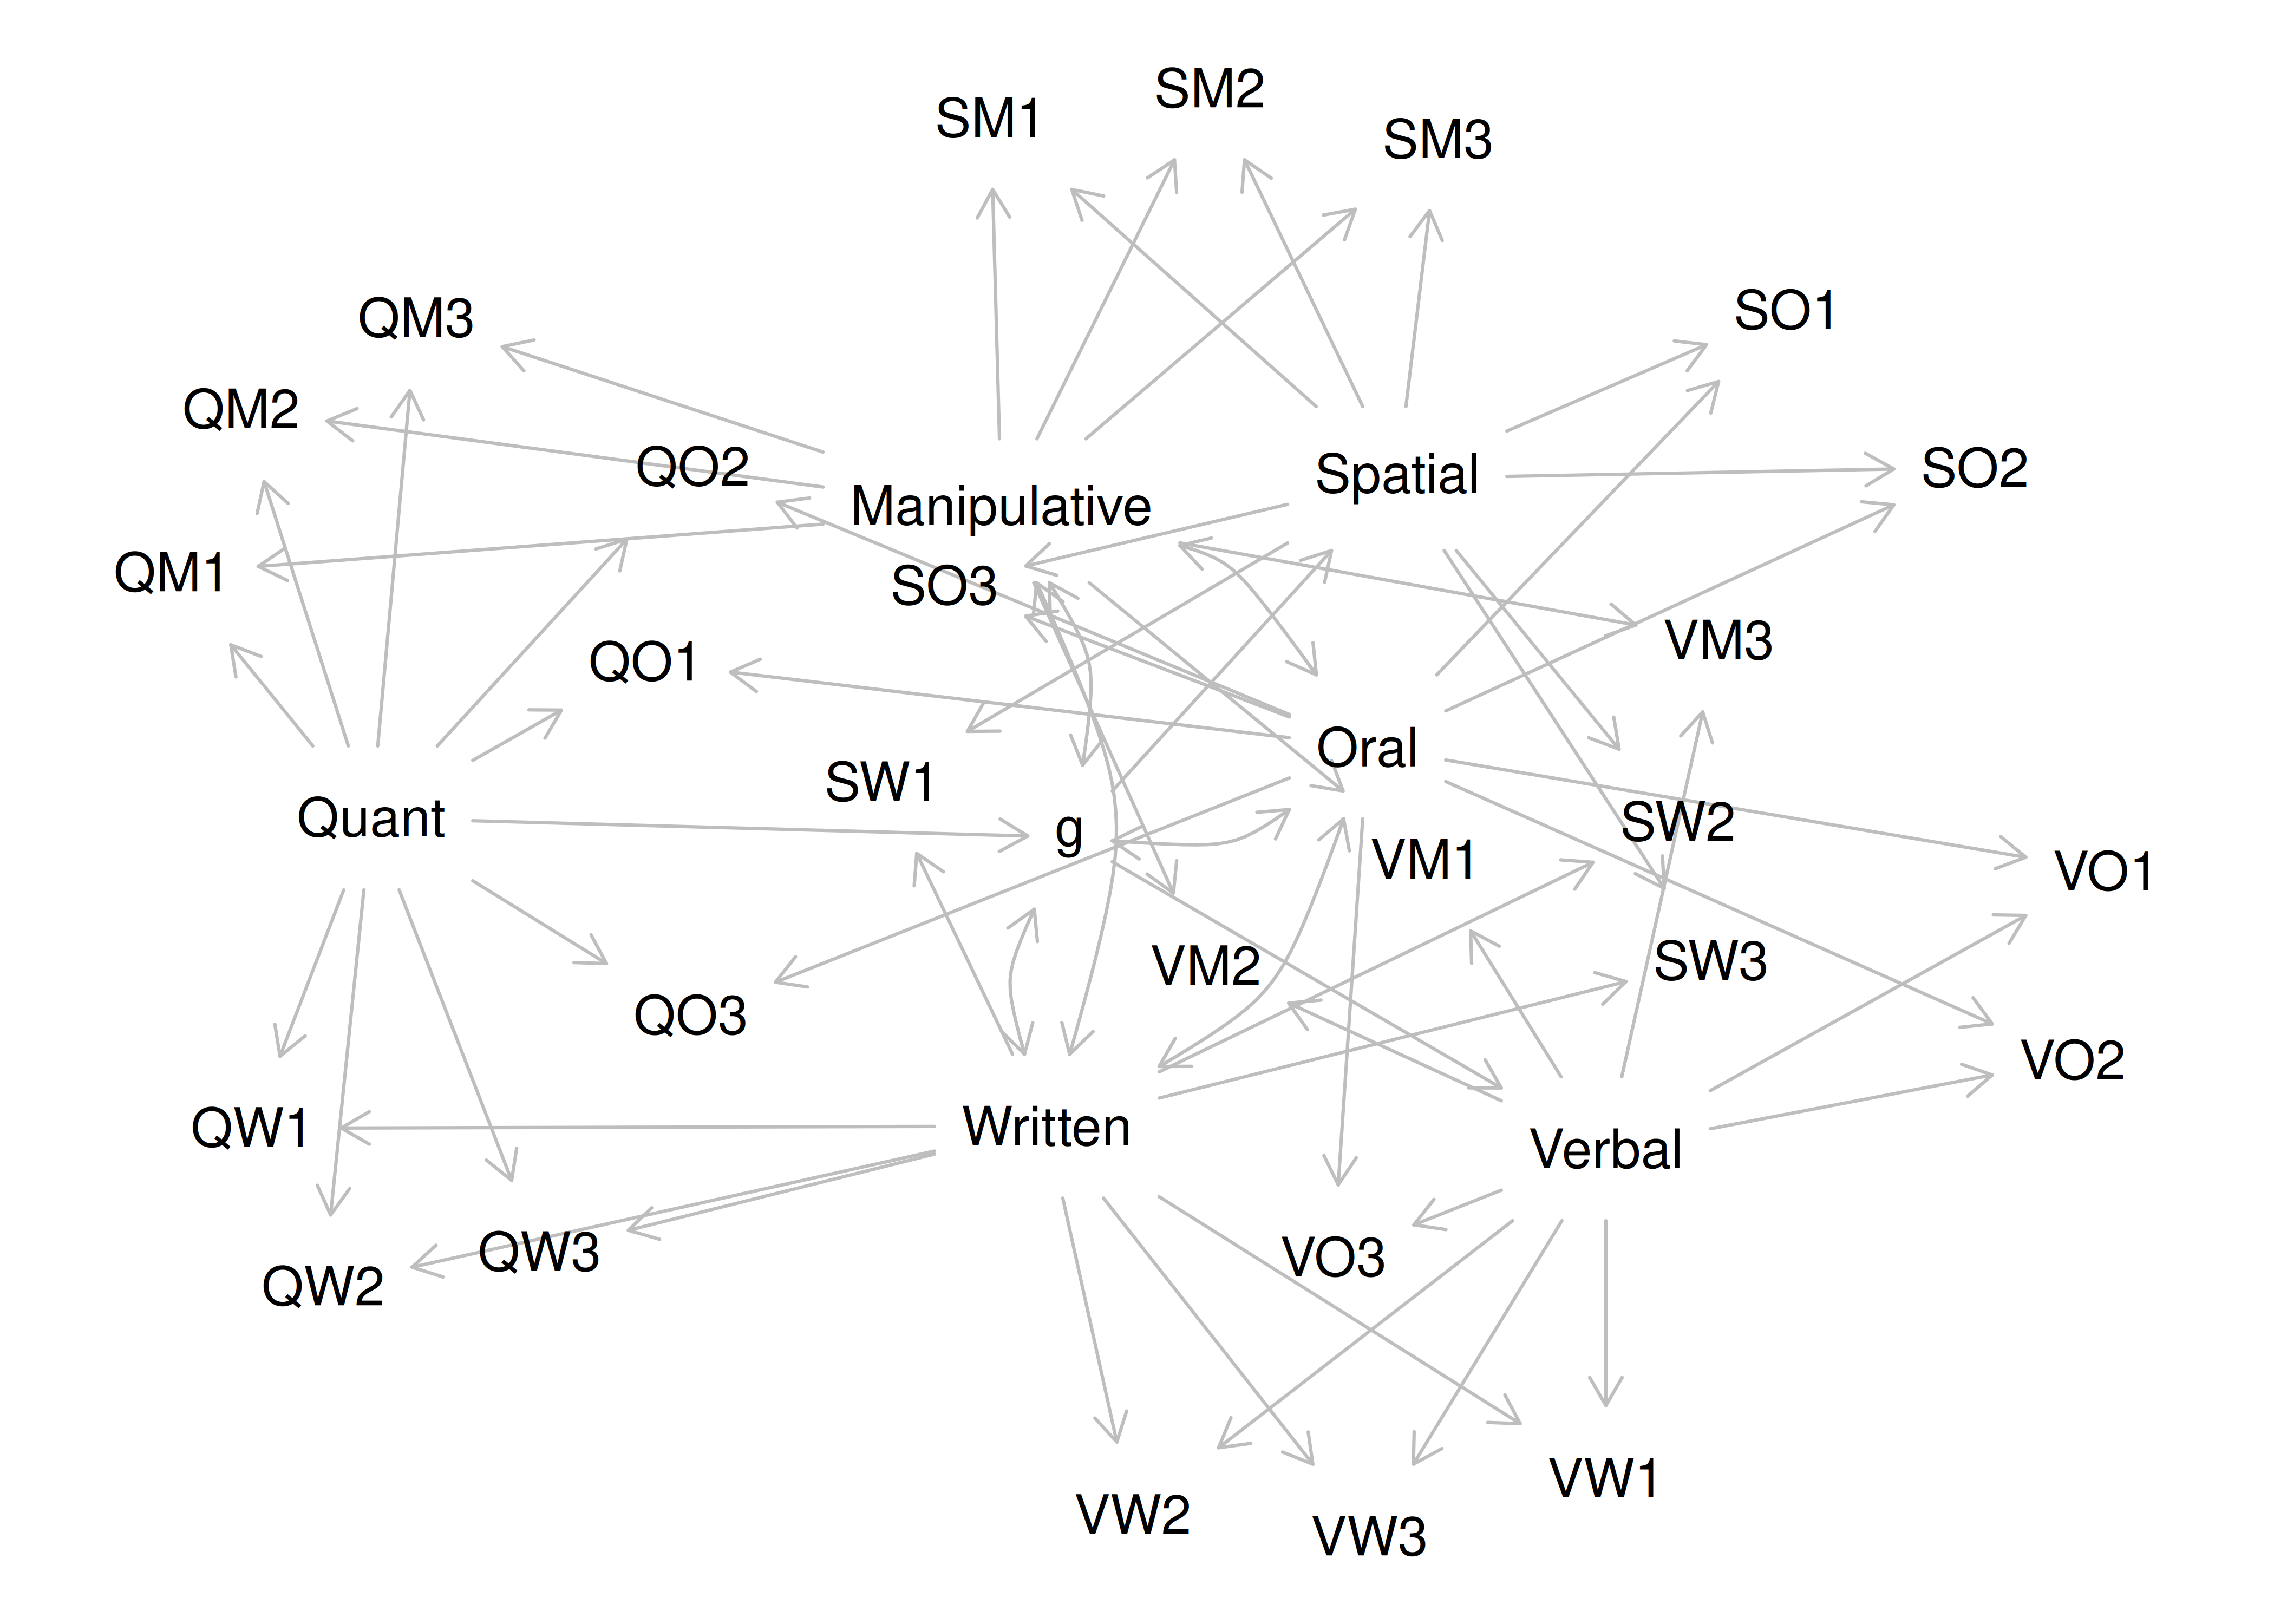 SM2
SM1
SM3
SO1
QM3
QM2
QO2
Spatial
SO2
Manipulative
QM1
SO3
VM3
QO1
Oral
SW1
Quant
g
SW2
VM1
VO1
VM2
SW3
QO3
VO2
QW1
Written
Verbal
QW3
VO3
QW2
VW1
VW2
VW3